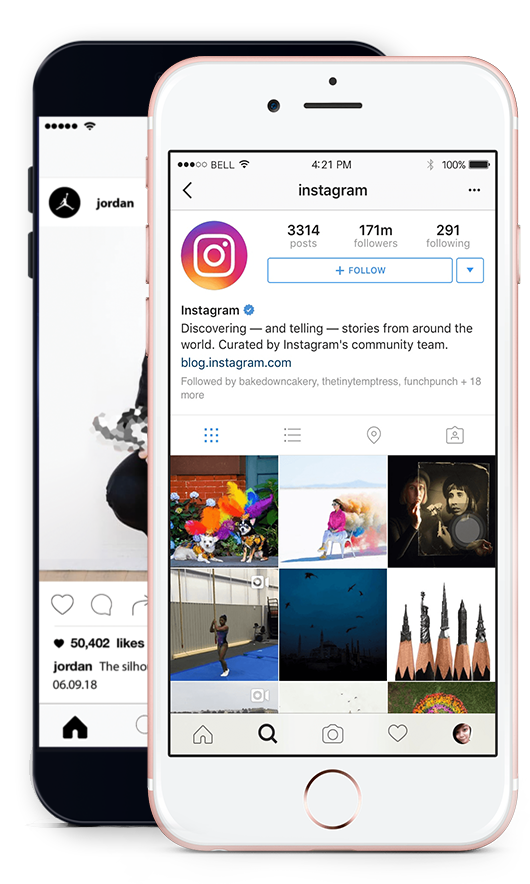 jordan
50,402 likes
jordan The silhou
06.09.18
BELL
4:21 PM
100%
instagram
3314
posts
171m
followers
291
following
+ FOLLOW
Instagram
Discovering — and telling — stories from around the
world. Curated by Instagram's community team.
blog.instagram.com
Followed by bakedowncakery, thetinytemptress, funchpunch + 18
more